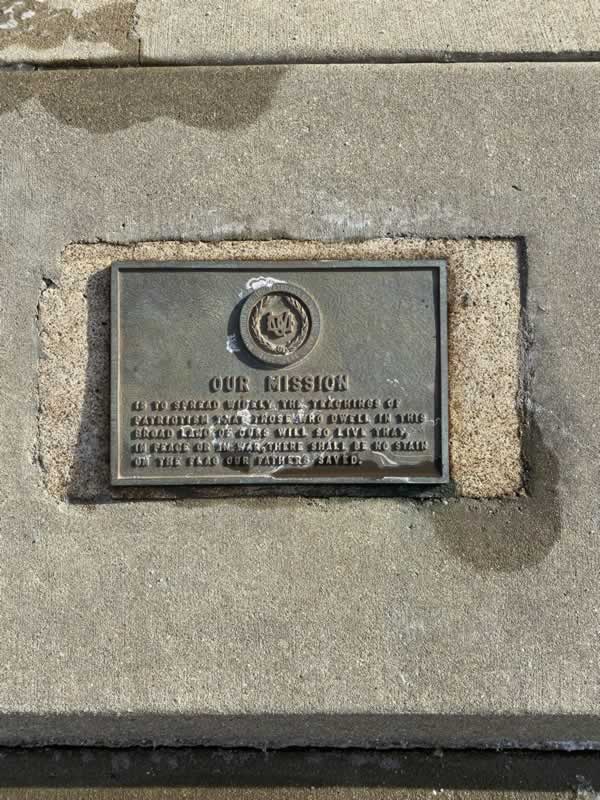 OUR MISSION
IS TO SPREAD WIDELY THE TEACHINGS OF
PATRIOTISM THAT THOSE WHO DWELL IN THIS
BROAD LAND OF OURS WILL SO LIVE THAT,
IN PEACE OR IN WAR, THERE SHALL BE NO STAIN
ON THE FLAG OUR FATHERS SAVED.